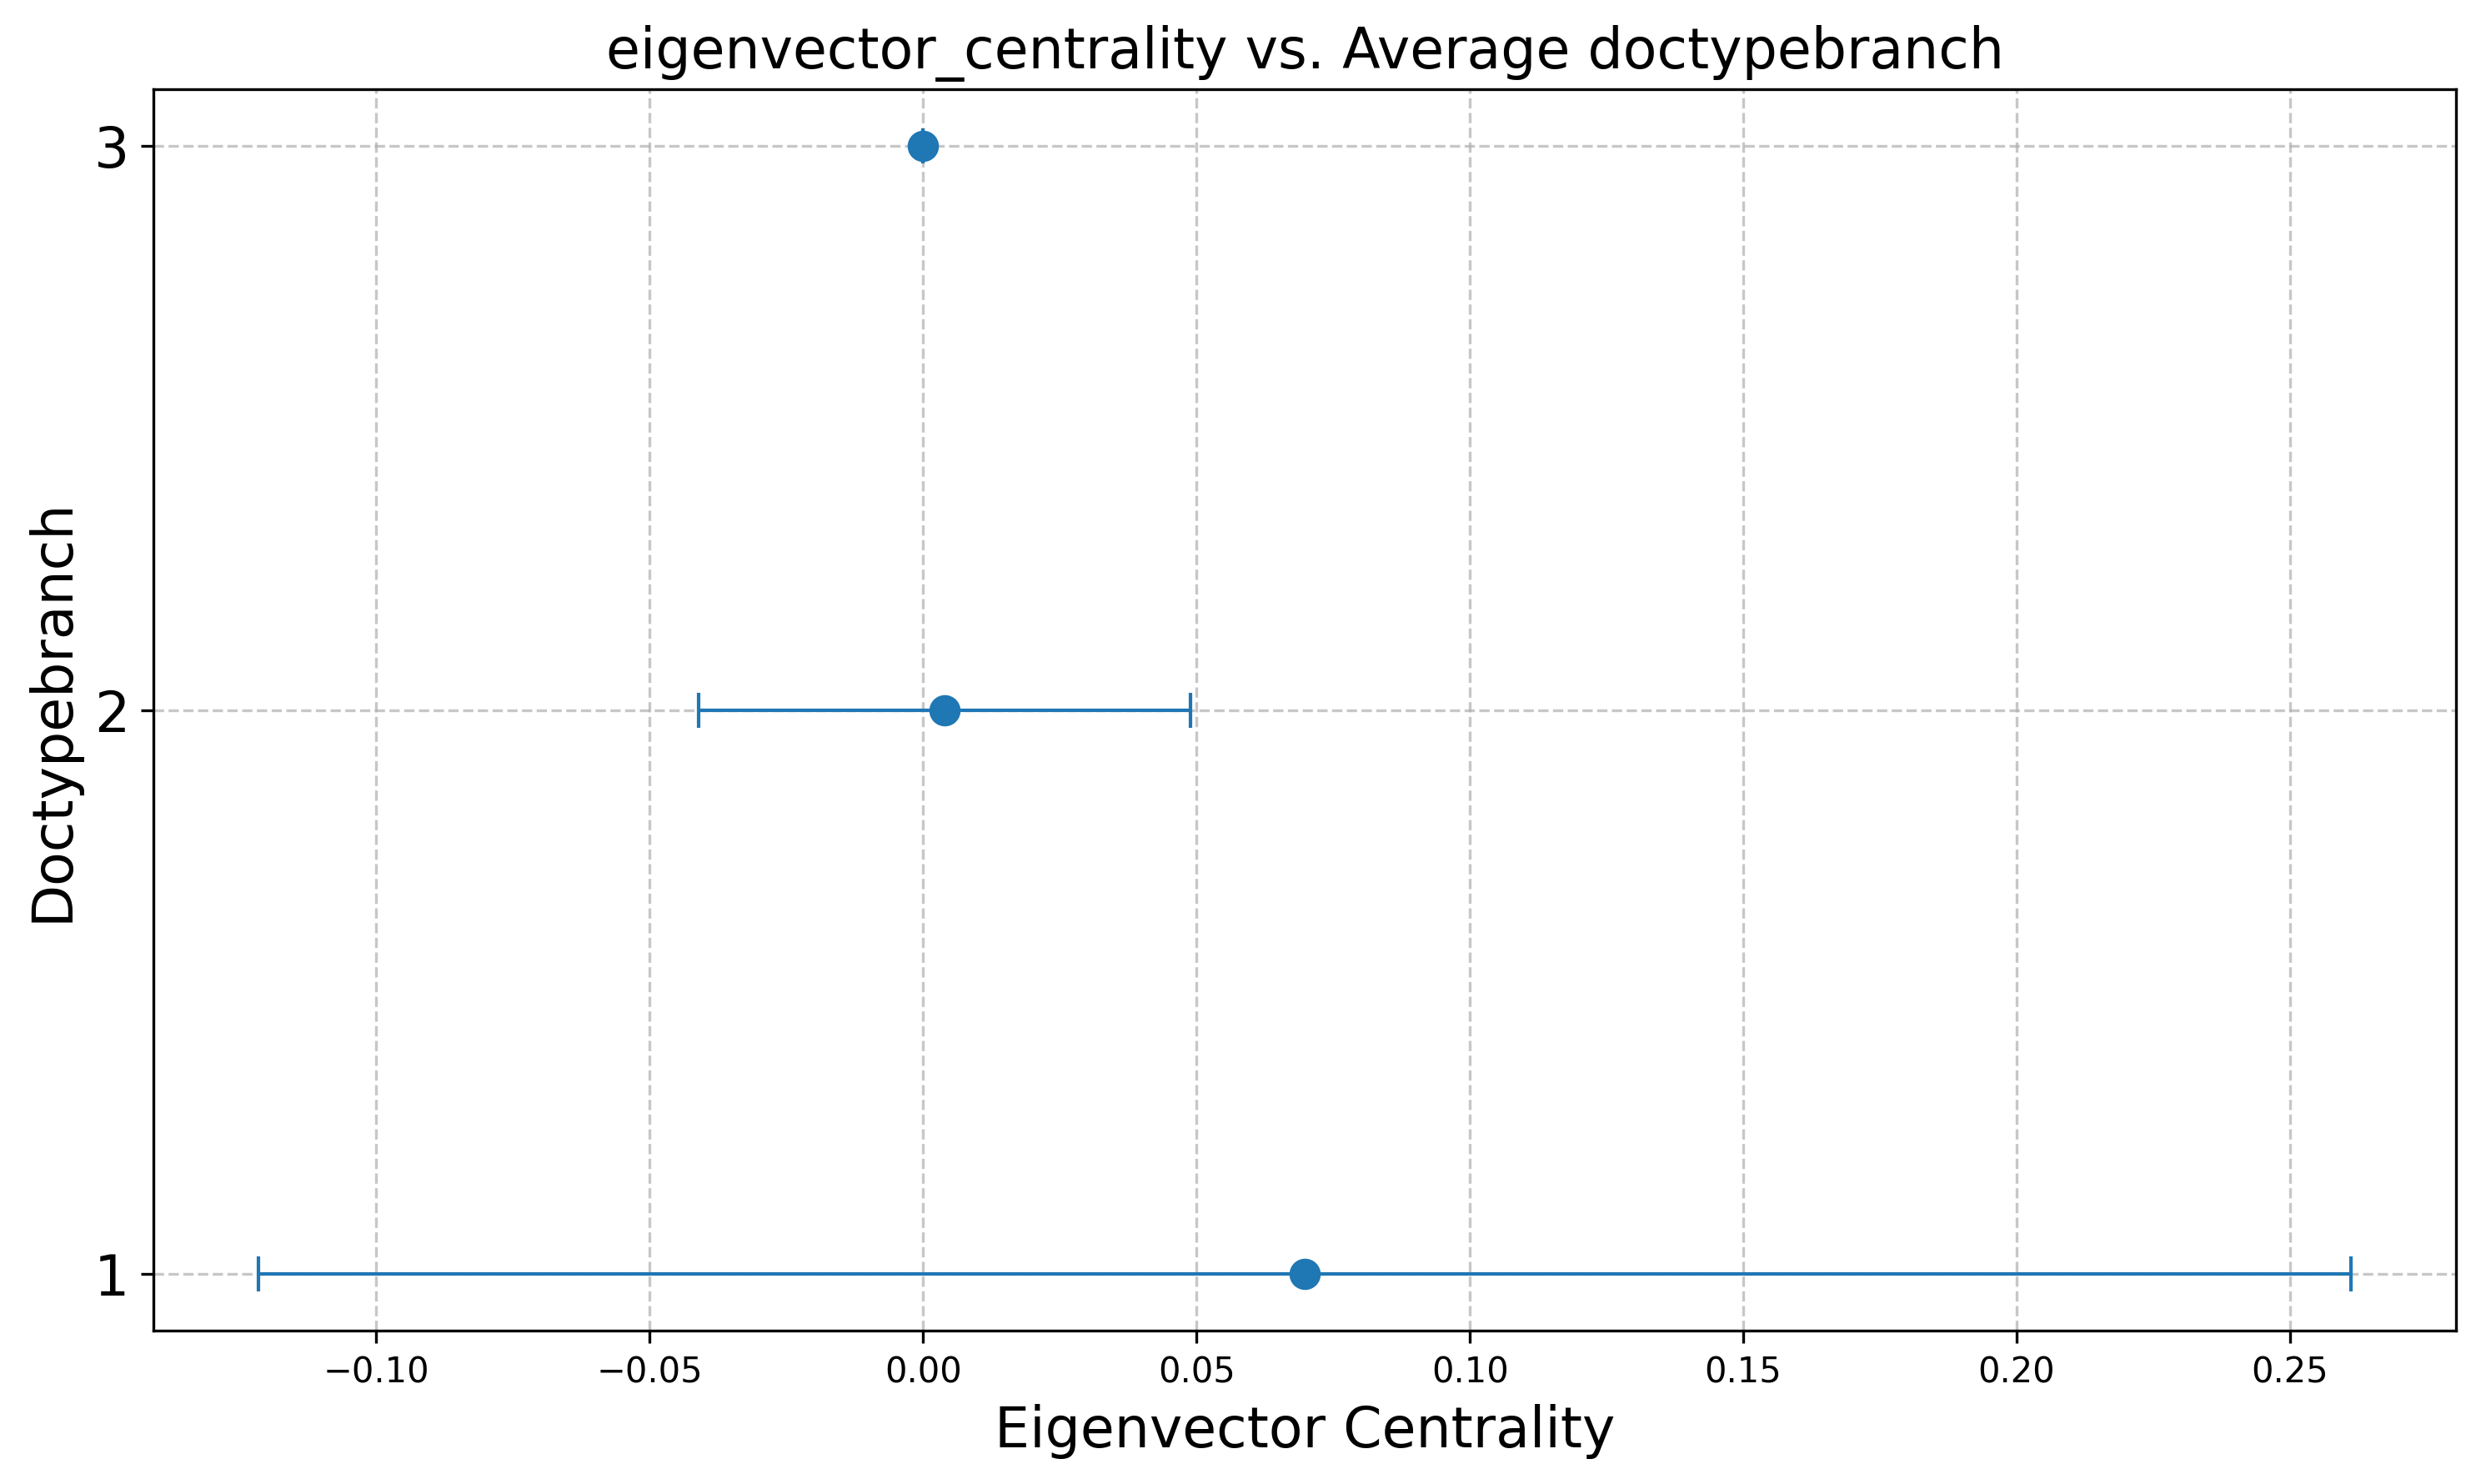 eigenvector_centrality vs. Average doctypebranch
3
2
1
Doctypebranch
−0.10 −0.05 0.00 0.05 0.10 0.15 0.20 0.25
Eigenvector Centrality